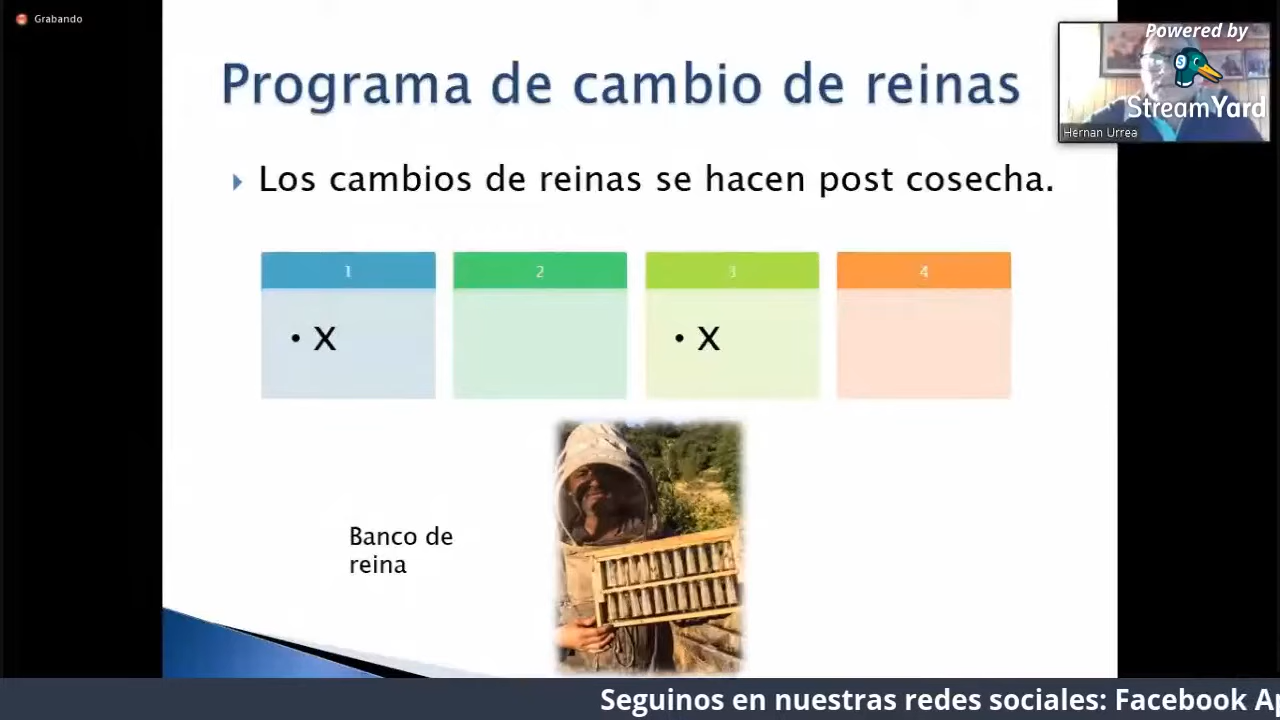 Grabando
Powered by
StreamYard
Hernan Urrea
Programa de cambio de reinas
Los cambios de reinas se hacen post cosecha.
1
2
3
4
• X
• X
Banco de
reina
Seguinos en nuestras redes sociales: Facebook Ap